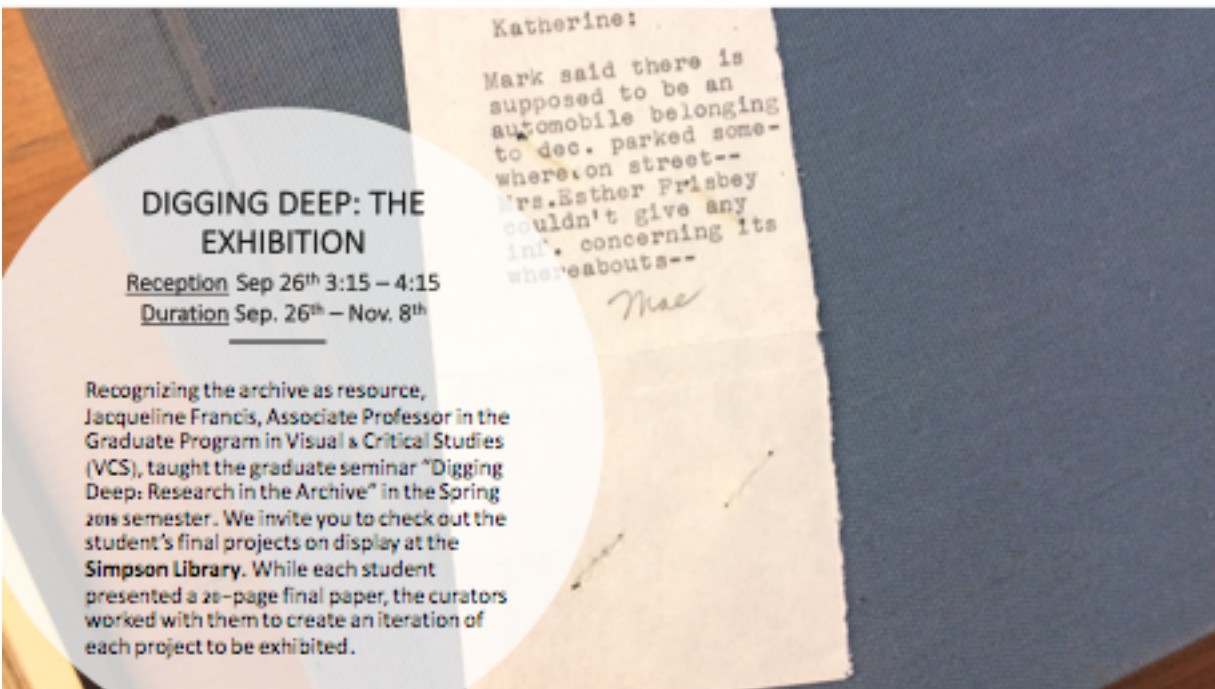 Katherine:
Mark said there is
supposed to be an
automobile belonging
to dec. parked some-
where on street--
Mrs.Esther Frisbey
couldn't give any
inf. concerning its
whereabouts--
Mae
DIGGING DEEP: THE
EXHIBITION
Reception Sep 26th 3:15 – 4:15
Duration Sep. 26th – Nov. 8th
Recognizing the archive as resource,
Jacqueline Francis, Associate Professor in the
Graduate Program in Visual & Critical Studies
(VCS), taught the graduate seminar "Digging
Deep: Research in the Archive" in the Spring
semester. We invite you to check out the
student's final projects on display at the
Simpson Library. While each student
presented a 20-page final paper, the curators
worked with them to create an iteration of
each project to be exhibited.